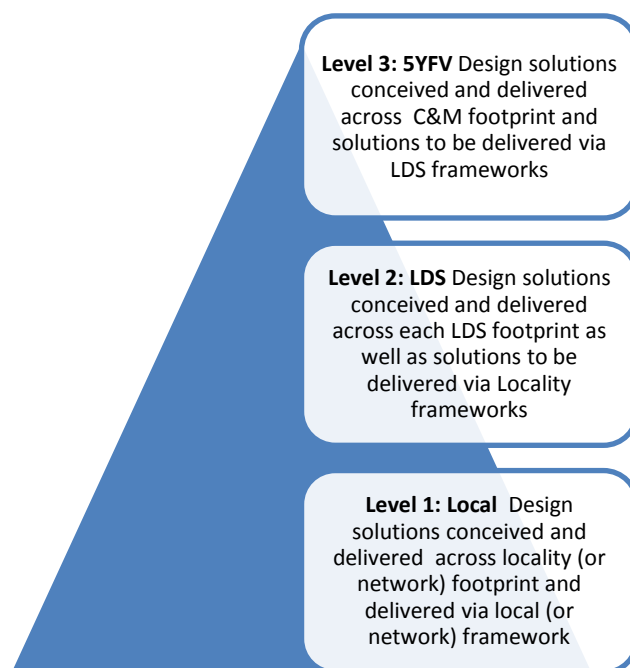 Level 3: 5YFV Design solutions
conceived and delivered
across C&M footprint and
solutions to be delivered via
LDS frameworks
Level 2: LDS Design solutions
conceived and delivered
across each LDS footprint as
well as solutions to be
delivered via Locality
frameworks
Level 1: Local Design
solutions conceived and
delivered across locality (or
network) footprint and
delivered via local (or
network) framework